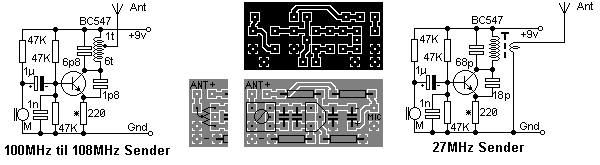 Ant
BC547
+9v
1t
47K
47K
6p8
6t
1µ
+
1n
1p8
*
220
M
47K
Gnd
100MHz til 108MHz Sender
ANT+
ANT+
MIC
Ant
BC547
+9v
T
47K
47K
68p
1µ
+
1n
18p
*
220
M
47K
Gnd
27MHz Sender